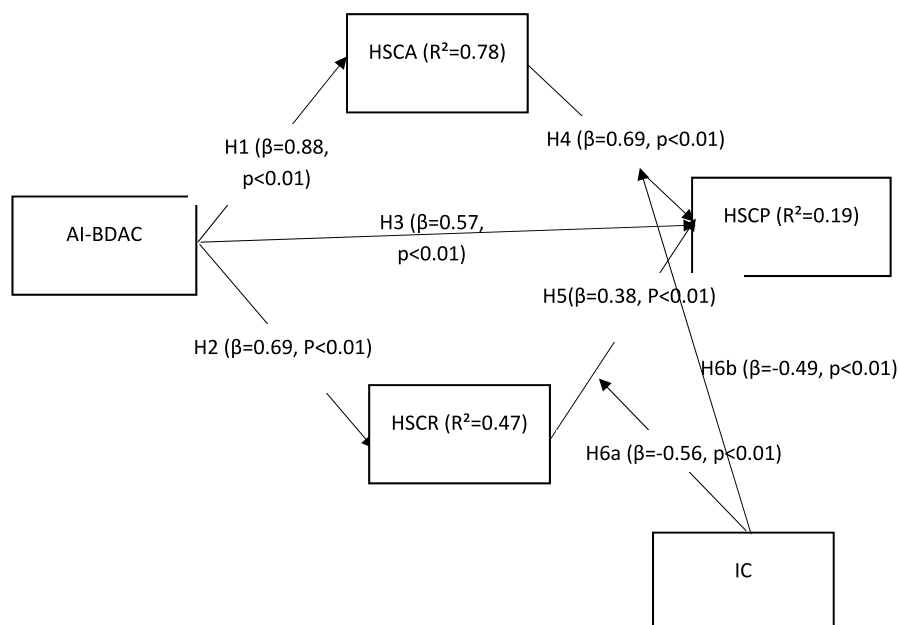 HSCA (R²=0.78)
H4 (β=0.69, p<0.01)
H1 (β=0.88,
p<0.01)
AI-BDAC
H3 (β=0.57,
p<0.01)
HSCP (R²=0.19)
H5(β=0.38, P<0.01)
H2 (β=0.69, P<0.01)
H6b (β=-0.49, p<0.01)
HSCR (R²=0.47)
H6a (β=-0.56, p<0.01)
IC